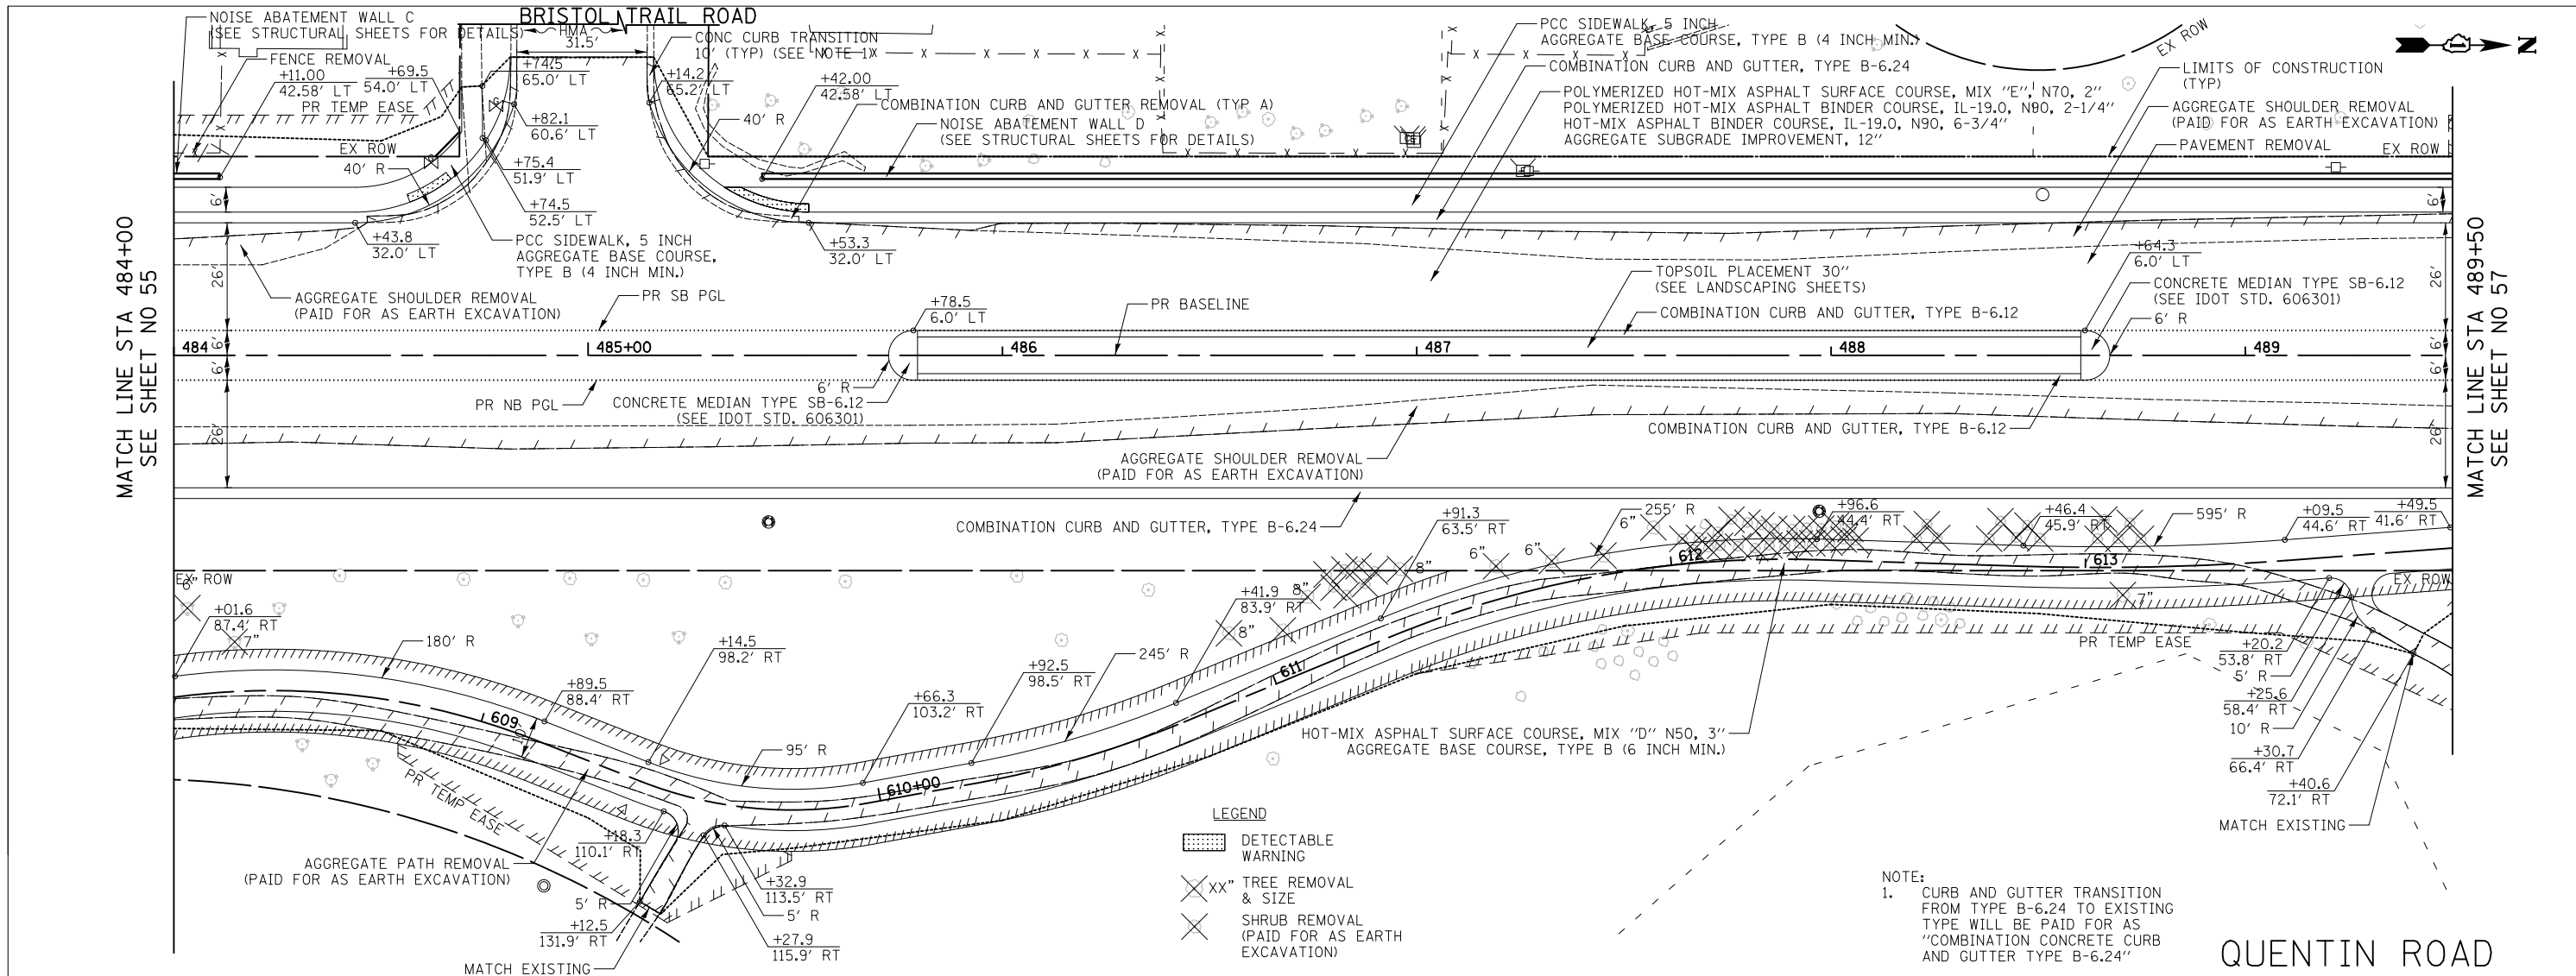 NOISE ABATEMENT WALL C
(SEE STRUCTURAL SHEETS FOR DETAILS)
FENCE REMOVAL
+11.00
42.58' LT
+69.5
54.0' LT
PR TEMP EASE
EX ROW
40' R
BRISTOL TRAIL ROAD
HMA
31.5'
+74.5
65.0' LT
CONC CURB TRANSITION
10' (TYP) (SEE NOTE 1)
+14.2
65.2' LT
+82.1
60.6' LT
+75.4
51.9' LT
+74.5
52.5' LT
40' R
+42.00
42.58' LT
COMBINATION CURB AND GUTTER REMOVAL (TYP A)
NOISE ABATEMENT WALL D
(SEE STRUCTURAL SHEETS FOR DETAILS)
PCC SIDEWALK, 5 INCH
AGGREGATE BASE COURSE, TYPE B (4 INCH MIN.)
COMBINATION CURB AND GUTTER, TYPE B-6.24
POLYMERIZED HOT-MIX ASPHALT SURFACE COURSE, MIX "E", N70, 2"
POLYMERIZED HOT-MIX ASPHALT BINDER COURSE, IL-19.0, N90, 2-1/4"
HOT-MIX ASPHALT BINDER COURSE, IL-19.0, N90, 6-3/4"
AGGREGATE SUBGRADE IMPROVEMENT, 12"
EX ROW
N
LIMITS OF CONSTRUCTION
(TYP)
AGGREGATE SHOULDER REMOVAL
(PAID FOR AS EARTH EXCAVATION)
PAVEMENT REMOVAL
EX ROW
MATCH LINE STA 484+00
SEE SHEET NO 55
6'
26'
6'
6'
26'
+43.8
32.0' LT
PCC SIDEWALK, 5 INCH
AGGREGATE BASE COURSE,
TYPE B (4 INCH MIN.)
+53.3
32.0' LT
AGGREGATE SHOULDER REMOVAL
(PAID FOR AS EARTH EXCAVATION)
PR SB PGL
+78.5
6.0' LT
PR BASELINE
TOPSOIL PLACEMENT 30"
(SEE LANDSCAPING SHEETS)
COMBINATION CURB AND GUTTER, TYPE B-6.12
+64.3
6.0' LT
CONCRETE MEDIAN TYPE SB-6.12
(SEE IDOT STD. 606301)
6' R
484
485+00
486
487
488
489
PR NB PGL
6' R
CONCRETE MEDIAN TYPE SB-6.12
(SEE IDOT STD. 606301)
COMBINATION CURB AND GUTTER, TYPE B-6.12
AGGREGATE SHOULDER REMOVAL
(PAID FOR AS EARTH EXCAVATION)
6'
26'
6'
6'
26'
MATCH LINE STA 489+50
SEE SHEET NO 57
COMBINATION CURB AND GUTTER, TYPE B-6.24
+91.3
63.5' RT
255' R
6"
+96.6
44.4' RT
+46.4
45.9' RT
595' R
+09.5
44.6' RT
+49.5
41.6' RT
EX ROW
6"
+01.6
87.4' RT
7"
180' R
+89.5
88.4' RT
+14.5
98.2' RT
95' R
+66.3
103.2' RT
+92.5
98.5' RT
245' R
+41.9
83.9' RT
8"
8"
8"
6"
6"
609
10'
610+00
611
612
613
7"
EX ROW
PR TEMP EASE
+20.2
53.8' RT
5' R
+25.6
58.4' RT
10' R
+30.7
66.4' RT
+40.6
72.1' RT
MATCH EXISTING
HOT-MIX ASPHALT SURFACE COURSE, MIX "D" N50, 3"
AGGREGATE BASE COURSE, TYPE B (6 INCH MIN.)
PR TEMP EASE
AGGREGATE PATH REMOVAL
(PAID FOR AS EARTH EXCAVATION)
+18.3
110.1' RT
5' R
+12.5
131.9' RT
MATCH EXISTING
+32.9
113.5' RT
5' R
+27.9
115.9' RT
LEGEND
DETECTABLE
WARNING
XX" TREE REMOVAL
& SIZE
SHRUB REMOVAL
(PAID FOR AS EARTH
EXCAVATION)
NOTE:
1. CURB AND GUTTER TRANSITION
FROM TYPE B-6.24 TO EXISTING
TYPE WILL BE PAID FOR AS
"COMBINATION CONCRETE CURB
AND GUTTER TYPE B-6.24"
QUENTIN ROAD